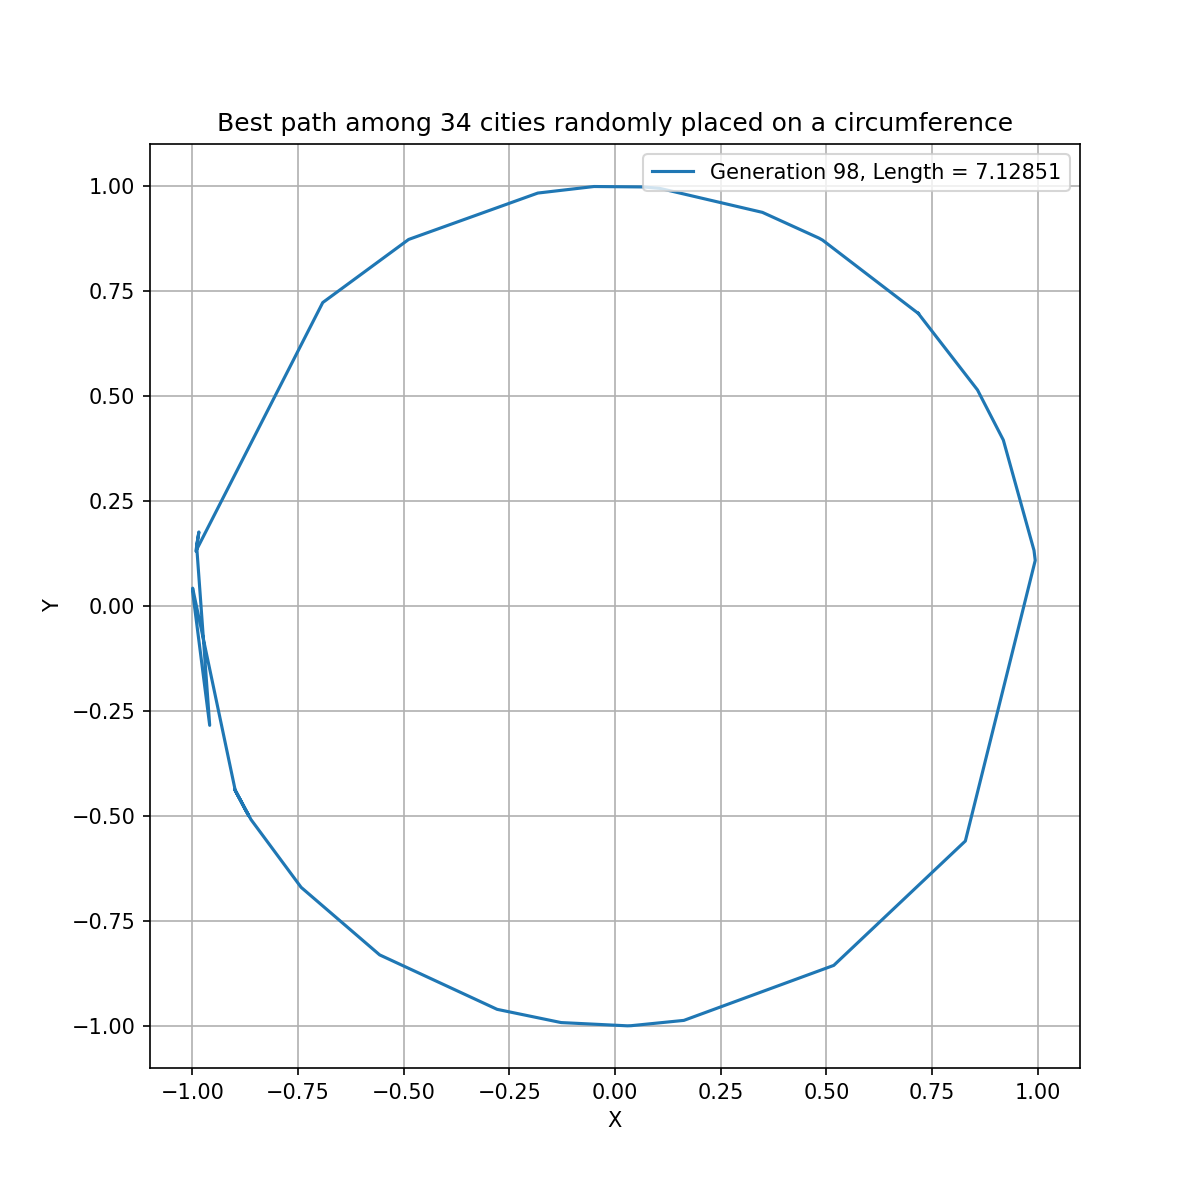 Best path among 34 cities randomly placed on a circumference
Generation 98, Length = 7.12851
1.00
0.75
0.50
0.25
0.00
−0.25
−0.50
−0.75
−1.00
Y
−1.00 −0.75 −0.50 −0.25 0.00 0.25 0.50 0.75 1.00
X